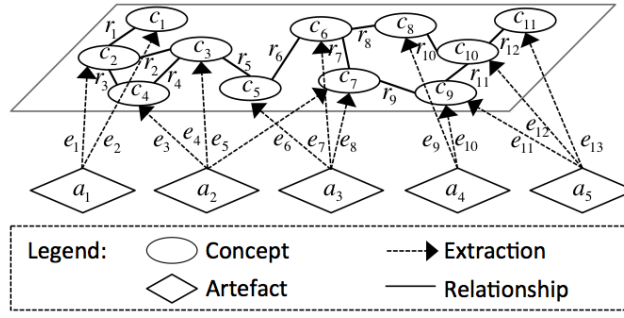 c1 c11
r1 c6 r8 c8 r12
c2 r2 c3 r6 r7 r10 c10
r3 r4 r5 c7 r11
c4 c5 r9 c9
e1 e2 e3 e4 e5 e6 e7 e8 e9 e10 e11 e12 e13
a1 a2 a3 a4 a5
Legend: Concept Extraction
Artefact Relationship